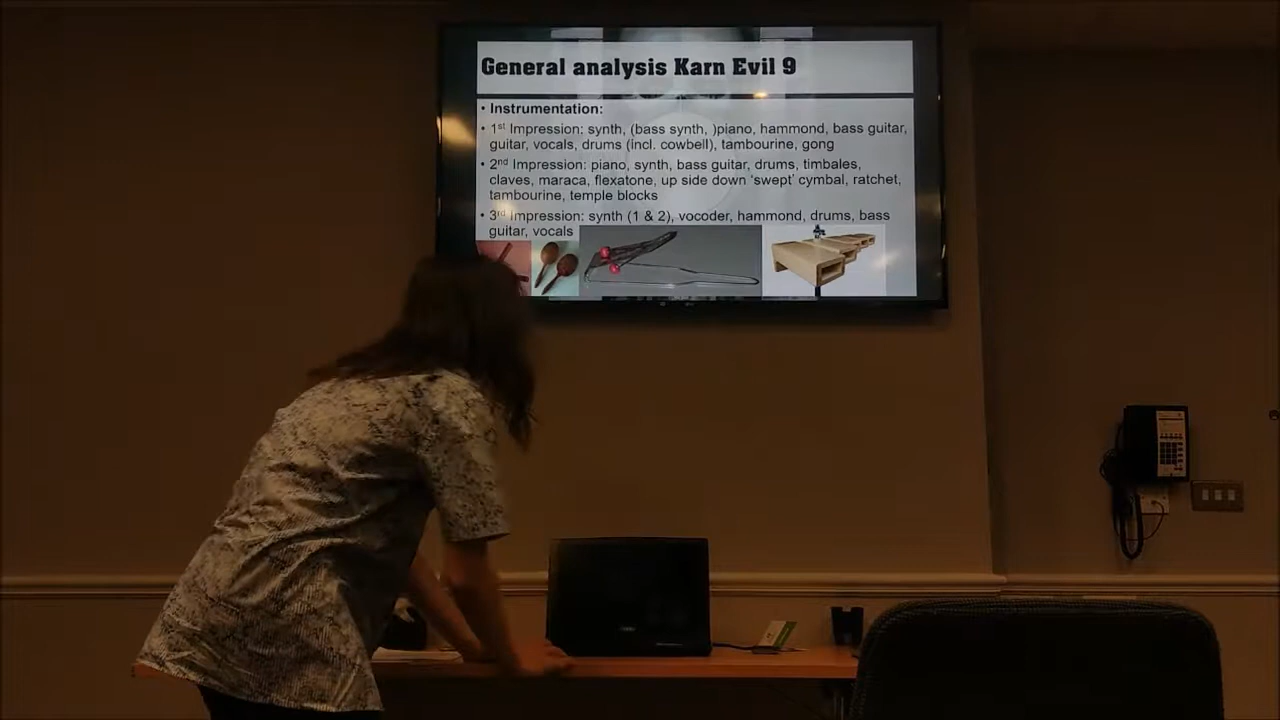 General analysis Karn Evil 9
• Instrumentation:
• 1st Impression: synth, (bass synth, )piano, hammond, bass guitar,
guitar, vocals, drums (incl. cowbell), tambourine, gong
• 2nd Impression: piano, synth, bass guitar, drums, timbales,
claves, maraca, flexatone, up side down ‘swept’ cymbal, ratchet,
tambourine, temple blocks
• 3rd Impression: synth (1 & 2), vocoder, hammond, drums, bass
guitar, vocals